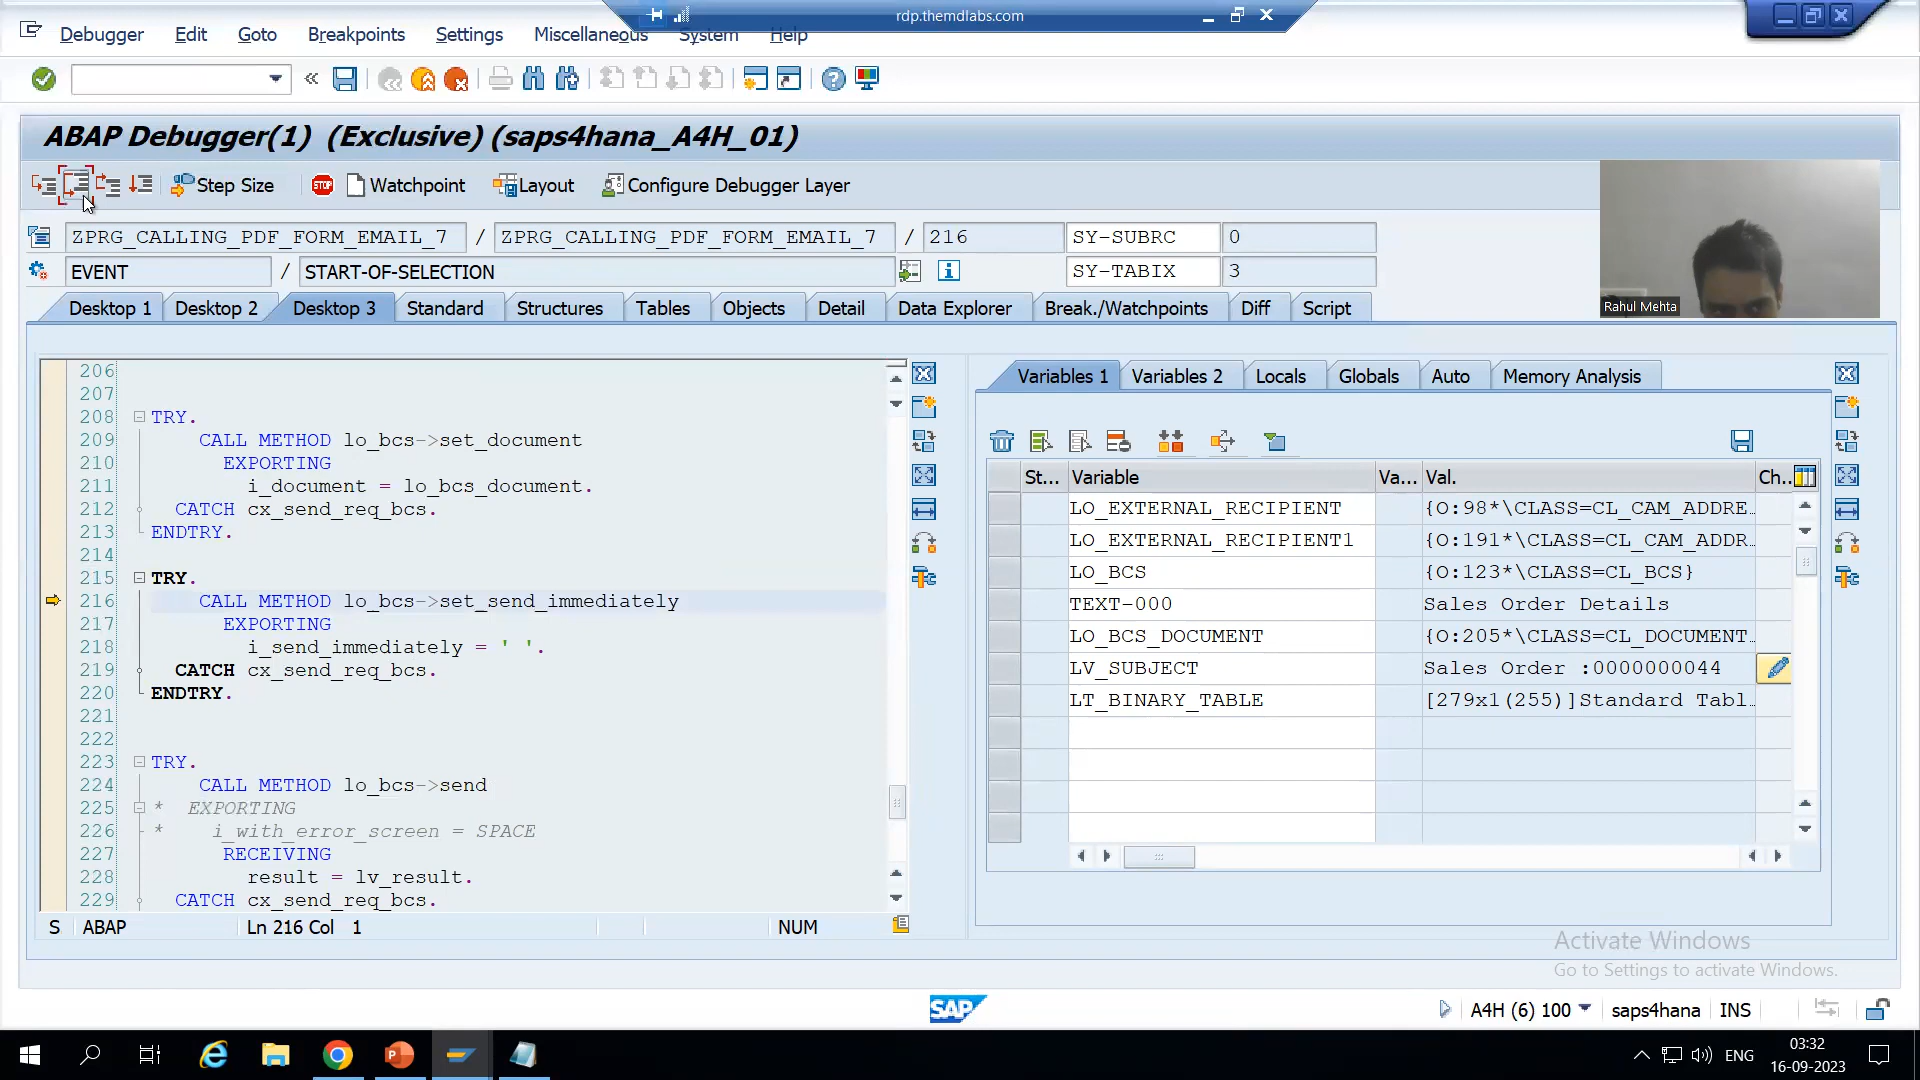 rdp.themdlabs.com
Debugger Edit Goto Breakpoints Settings Miscellaneous System Help
ABAP Debugger(1) (Exclusive) (saps4hana_A4H_01)
Step Size STOP Watchpoint Layout Configure Debugger Layer
ZPRG_CALLING_PDF_FORM_EMAIL_7 / ZPRG_CALLING_PDF_FORM_EMAIL_7 / 216 SY-SUBRC 0
EVENT / START-OF-SELECTION SY-TABIX 3
Rahul Mehta
Desktop 1 Desktop 2 Desktop 3 Standard Structures Tables Objects Detail Data Explorer Break./Watchpoints Diff Script
206
207
208 TRY.
209 CALL METHOD lo_bcs->set_document
210 EXPORTING
211 i_document = lo_bcs_document.
212 CATCH cx_send_req_bcs.
213 ENDTRY.
214
215 TRY.
216 CALL METHOD lo_bcs->set_send_immediately
217 EXPORTING
218 i_send_immediately = ' '.
219 CATCH cx_send_req_bcs.
220 ENDTRY.
221
222
223 TRY.
224 CALL METHOD lo_bcs->send
225 * EXPORTING
226 * i_with_error_screen = SPACE
227 RECEIVING
228 result = lv_result.
229 CATCH cx_send_req_bcs.
S ABAP Ln 216 Col 1 NUM
Variables 1 Variables 2 Locals Globals Auto Memory Analysis
St... Variable Va... Val. Ch..
LO_EXTERNAL_RECIPIENT {O:98*\CLASS=CL_CAM_ADDRE…
LO_EXTERNAL_RECIPIENT1 {O:191*\CLASS=CL_CAM_ADDR…
LO_BCS {O:123*\CLASS=CL_BCS}
TEXT-000 Sales Order Details
LO_BCS_DOCUMENT {O:205*\CLASS=CL_DOCUMENT…
LV_SUBJECT Sales Order :0000000044
LT_BINARY_TABLE [279x1(255)]Standard Tabl…
Activate Windows
Go to Settings to activate Windows.
SAP A4H (6) 100 saps4hana INS
ENG 03:32
16-09-2023